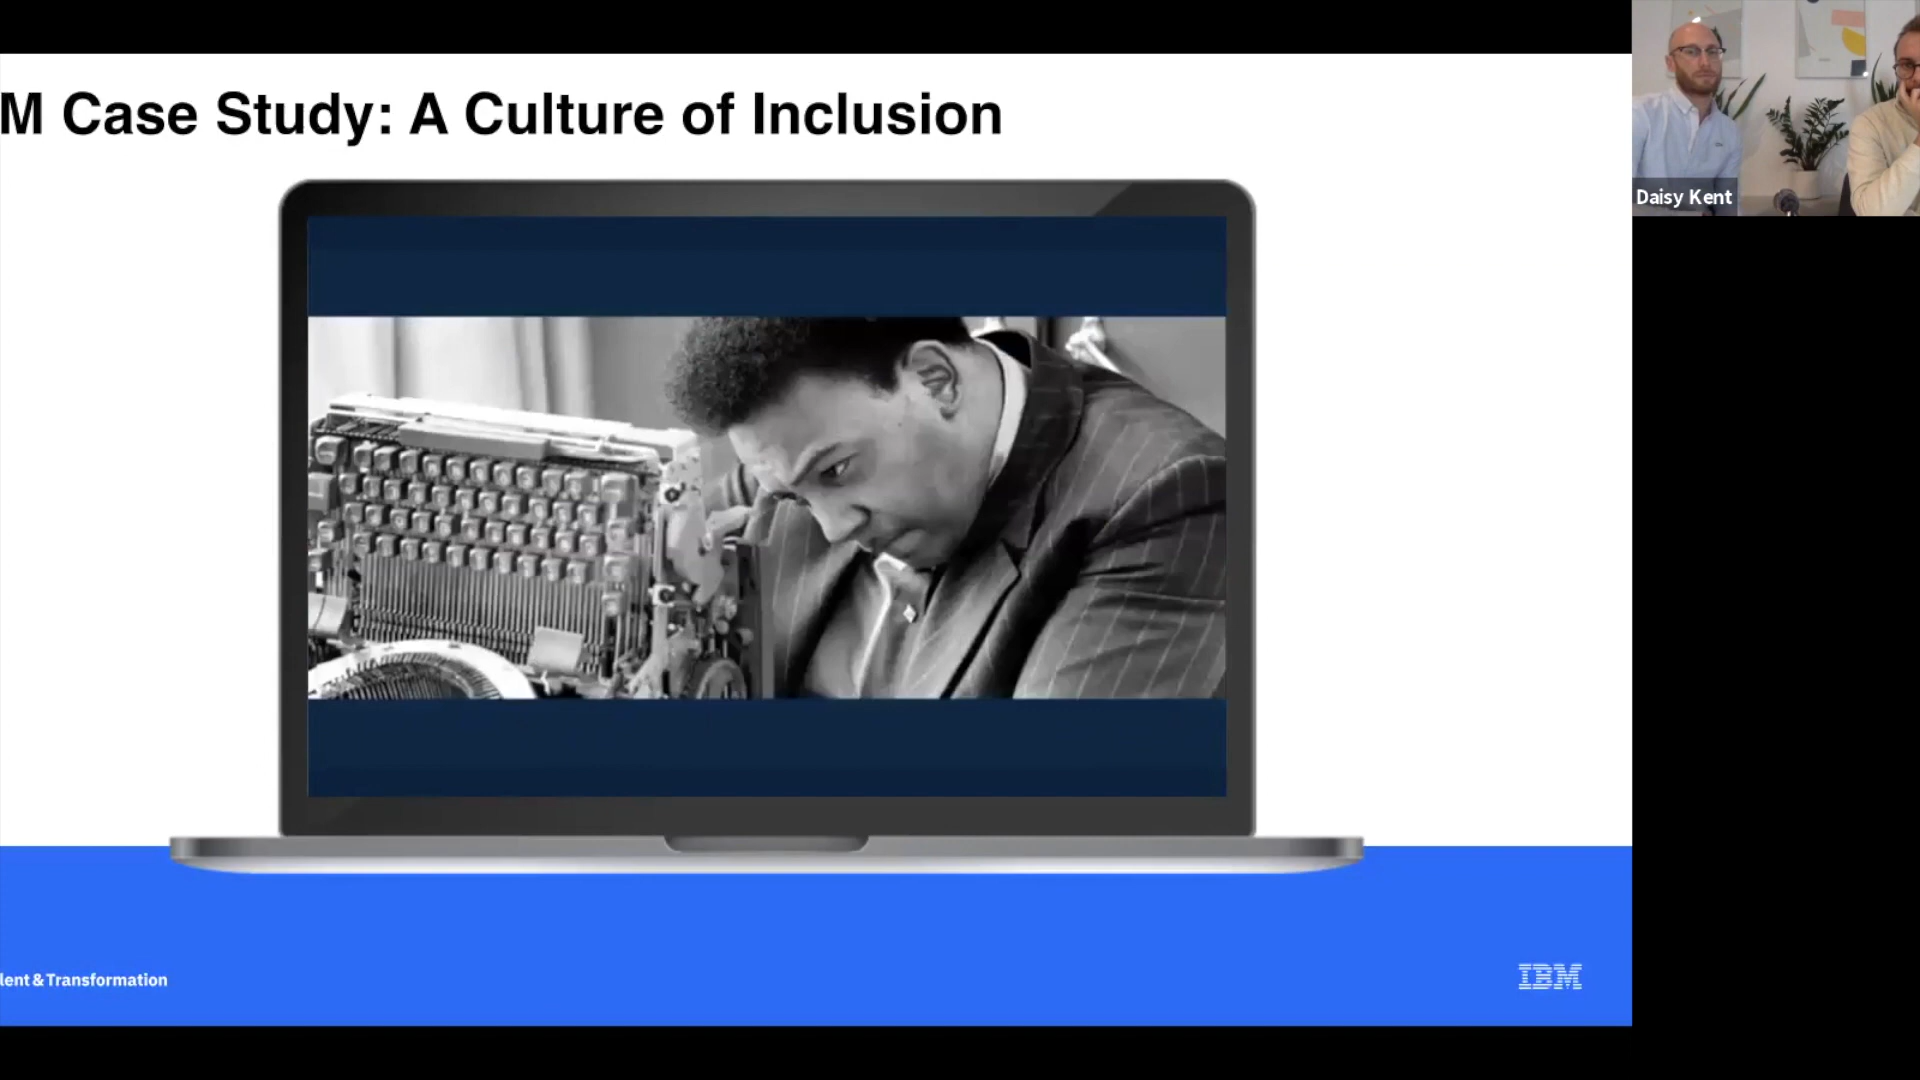 M Case Study: A Culture of Inclusion
Daisy Kent
lent & Transformation
IBM